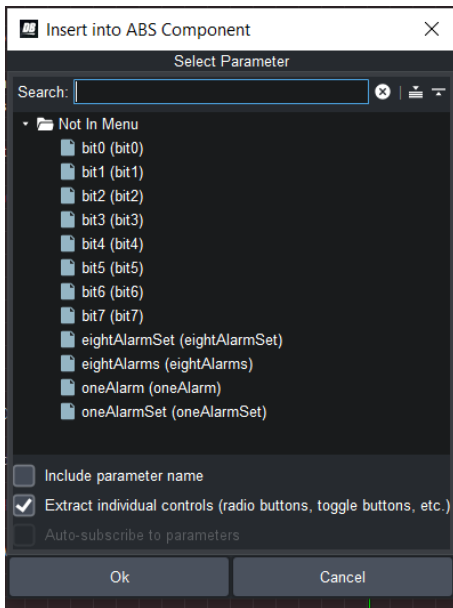 DB Insert into ABS Component
Select Parameter
Search:
Not In Menu
bit0 (bit0)
bit1 (bit1)
bit2 (bit2)
bit3 (bit3)
bit4 (bit4)
bit5 (bit5)
bit6 (bit6)
bit7 (bit7)
eightAlarmSet (eightAlarmSet)
eightAlarms (eightAlarms)
oneAlarm (oneAlarm)
oneAlarmSet (oneAlarmSet)
Include parameter name
Extract individual controls (radio buttons, toggle buttons, etc.)
Auto-subscribe to parameters
Ok Cancel